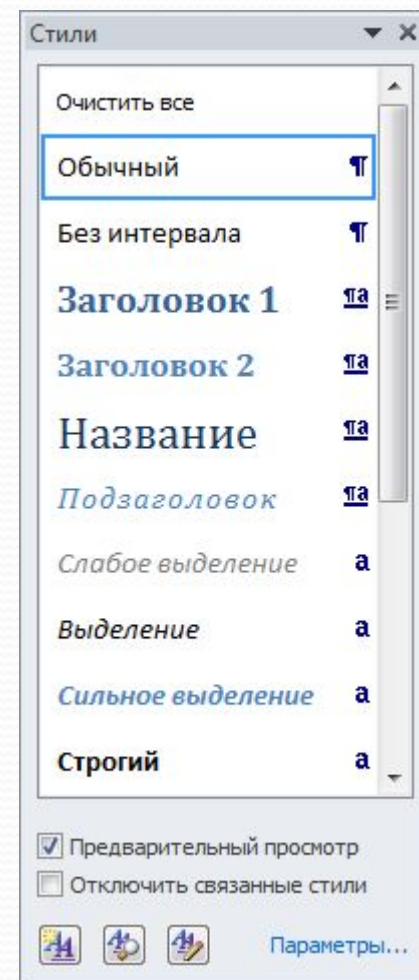 Стили
Очистить все
Обычный ¶
Без интервала ¶
Заголовок 1 ¶a
Заголовок 2 ¶a
Название ¶a
Подзаголовок ¶a
Слабое выделение a
Выделение a
Сильное выделение a
Строгий a
Предварительный просмотр
Отключить связанные стили
Параметры...